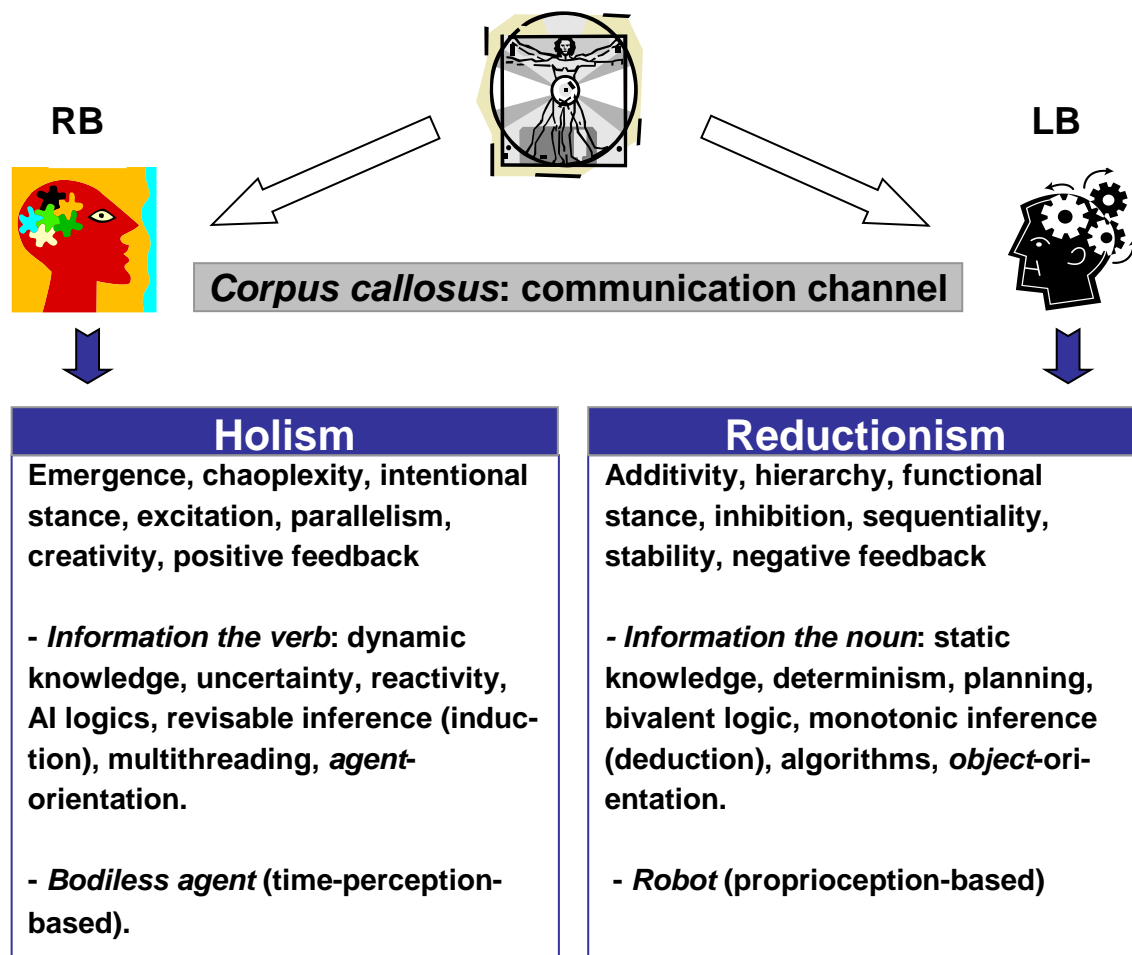 RB
LB
Corpus callosus: communication channel
Holism
Emergence, chaoplexity, intentional
stance, excitation, parallelism,
creativity, positive feedback
- Information the verb: dynamic
knowledge, uncertainty, reactivity,
AI logics, revisable inference (induc-
tion), multithreading, agent-
orientation.
- Bodiless agent (time-perception-
based).
Reductionism
Additivity, hierarchy, functional
stance, inhibition, sequentiality,
stability, negative feedback
- Information the noun: static
knowledge, determinism, planning,
bivalent logic, monotonic inference
(deduction), algorithms, object-ori-
entation.
- Robot (proprioception-based)